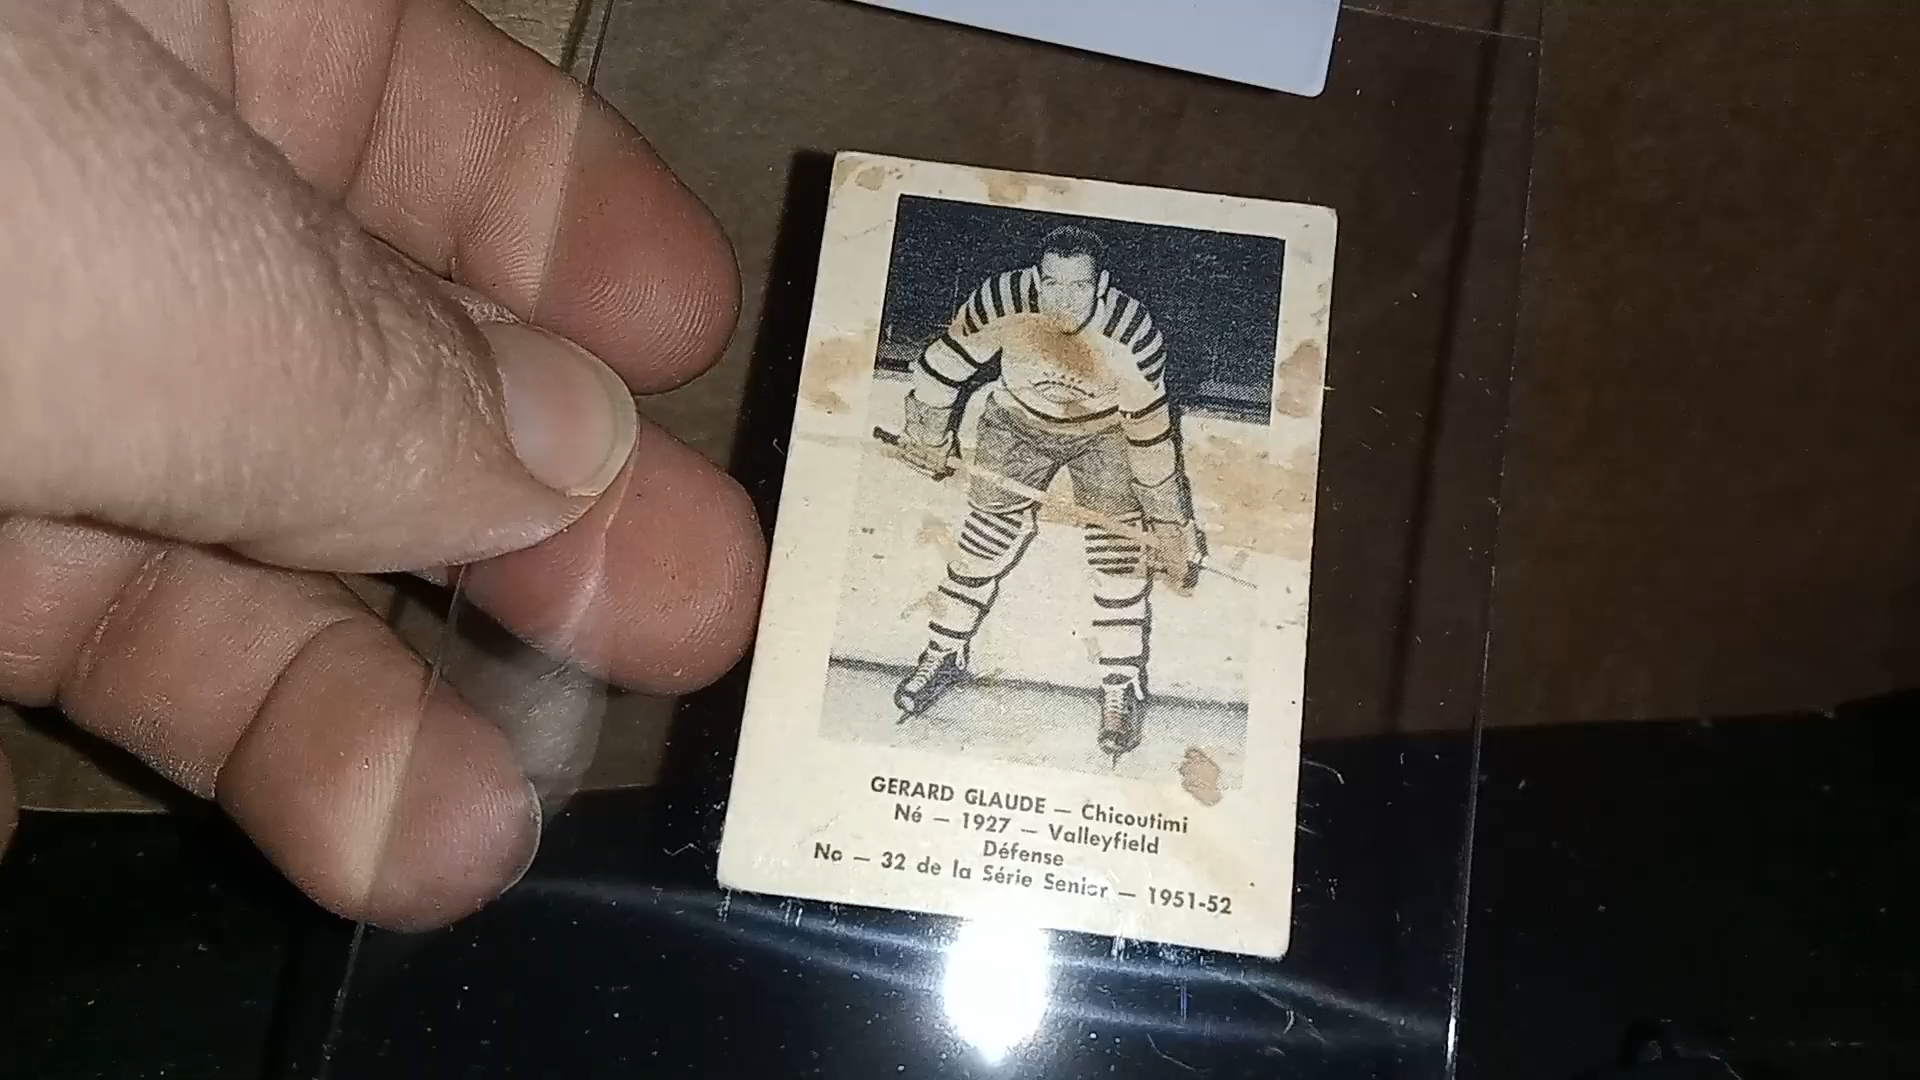 GERARD GLAUDE — Chicoutimi
Né — 1927 — Valleyfield
Défense
No — 32 de la Série Senior — 1951-52